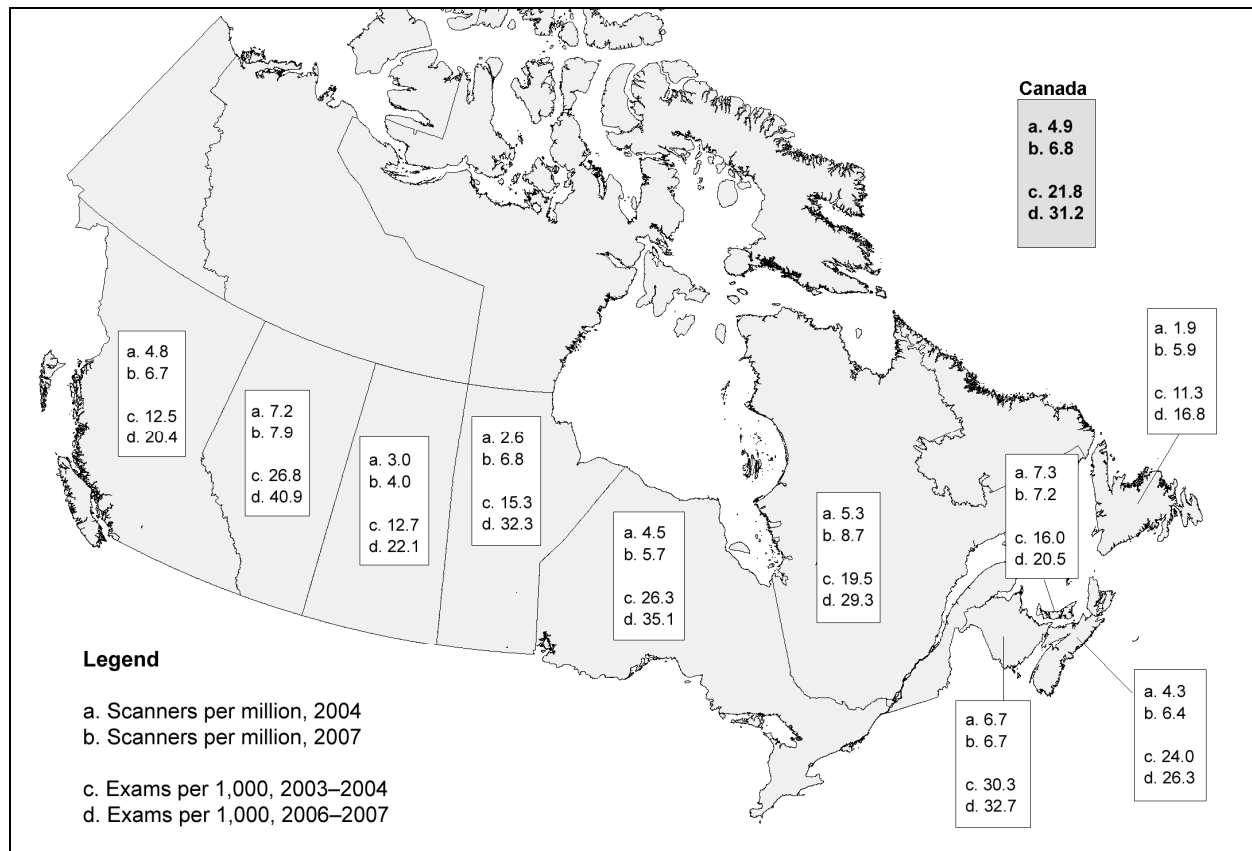 Canada
a. 4.9
b. 6.8
c. 21.8
d. 31.2
a. 1.9
b. 5.9
c. 11.3
d. 16.8
a. 4.8
b. 6.7
c. 12.5
d. 20.4
a. 7.2
b. 7.9
c. 26.8
d. 40.9
a. 3.0
b. 4.0
c. 12.7
d. 22.1
a. 2.6
b. 6.8
c. 15.3
d. 32.3
a. 4.5
b. 5.7
c. 26.3
d. 35.1
a. 5.3
b. 8.7
c. 19.5
d. 29.3
a. 7.3
b. 7.2
c. 16.0
d. 20.5
a. 6.7
b. 6.7
c. 30.3
d. 32.7
a. 4.3
b. 6.4
c. 24.0
d. 26.3
Legend
a. Scanners per million, 2004
b. Scanners per million, 2007
c. Exams per 1,000, 2003–2004
d. Exams per 1,000, 2006–2007